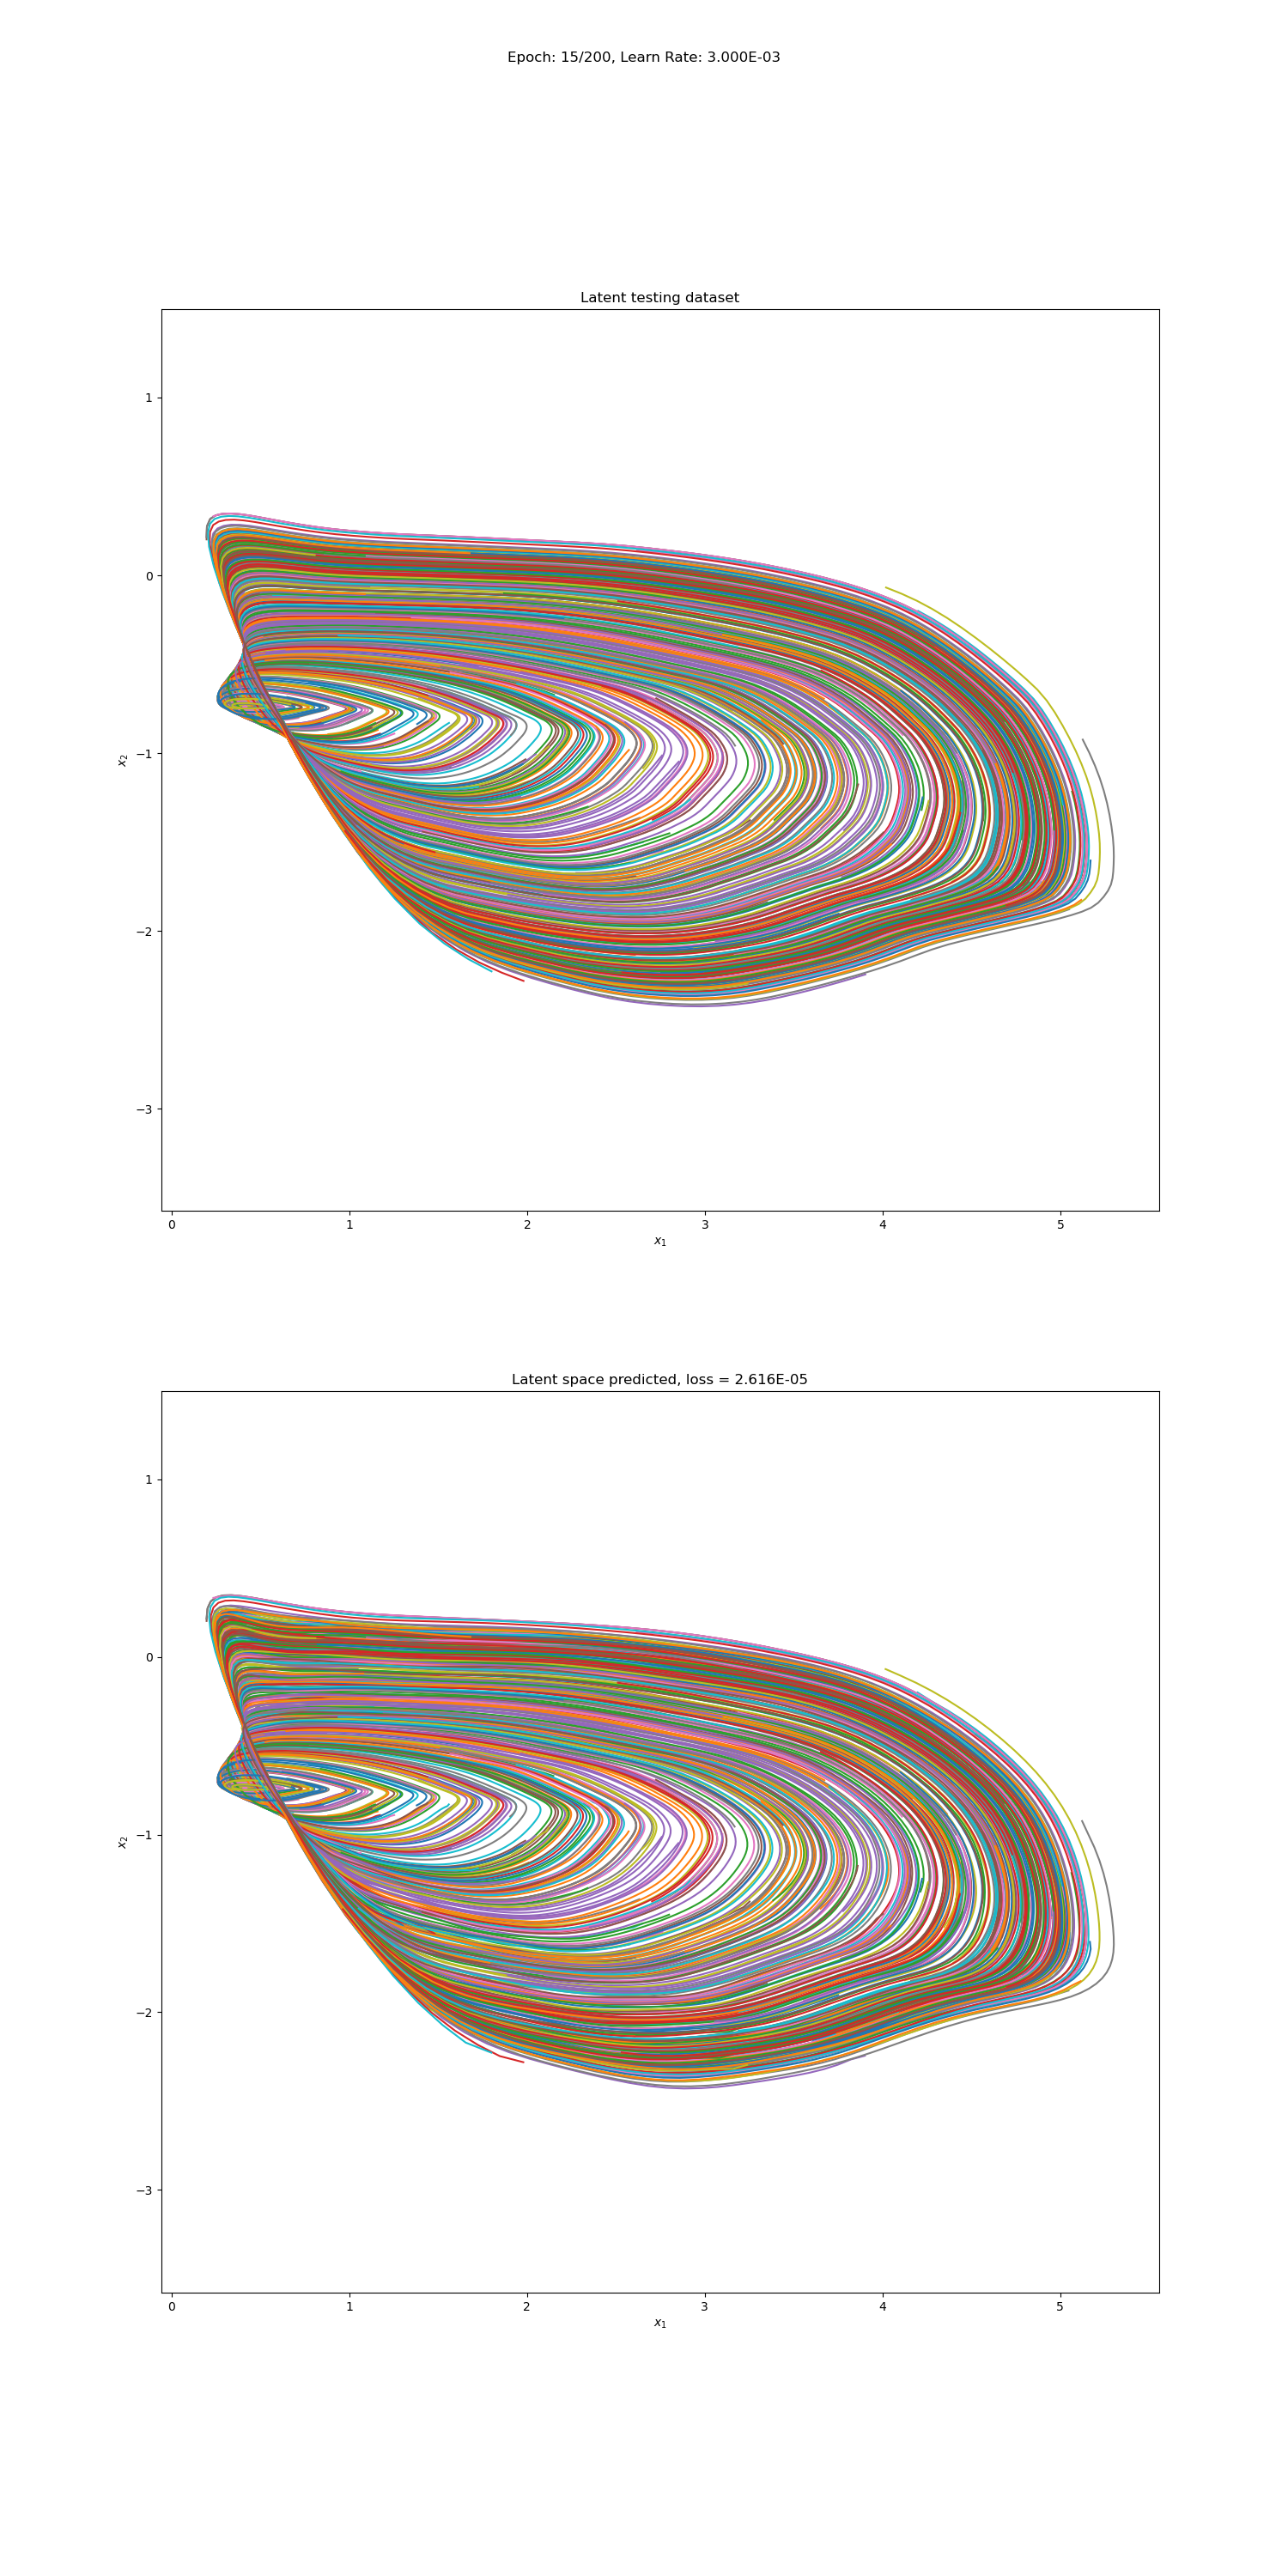 Epoch: 15/200, Learn Rate: 3.000E-03
Latent testing dataset
1
0
−1
−2
−3
x₂
0 1 2 3 4 5
x₁
Latent space predicted, loss = 2.616E-05
1
0
−1
−2
−3
x₂
0 1 2 3 4 5
x₁